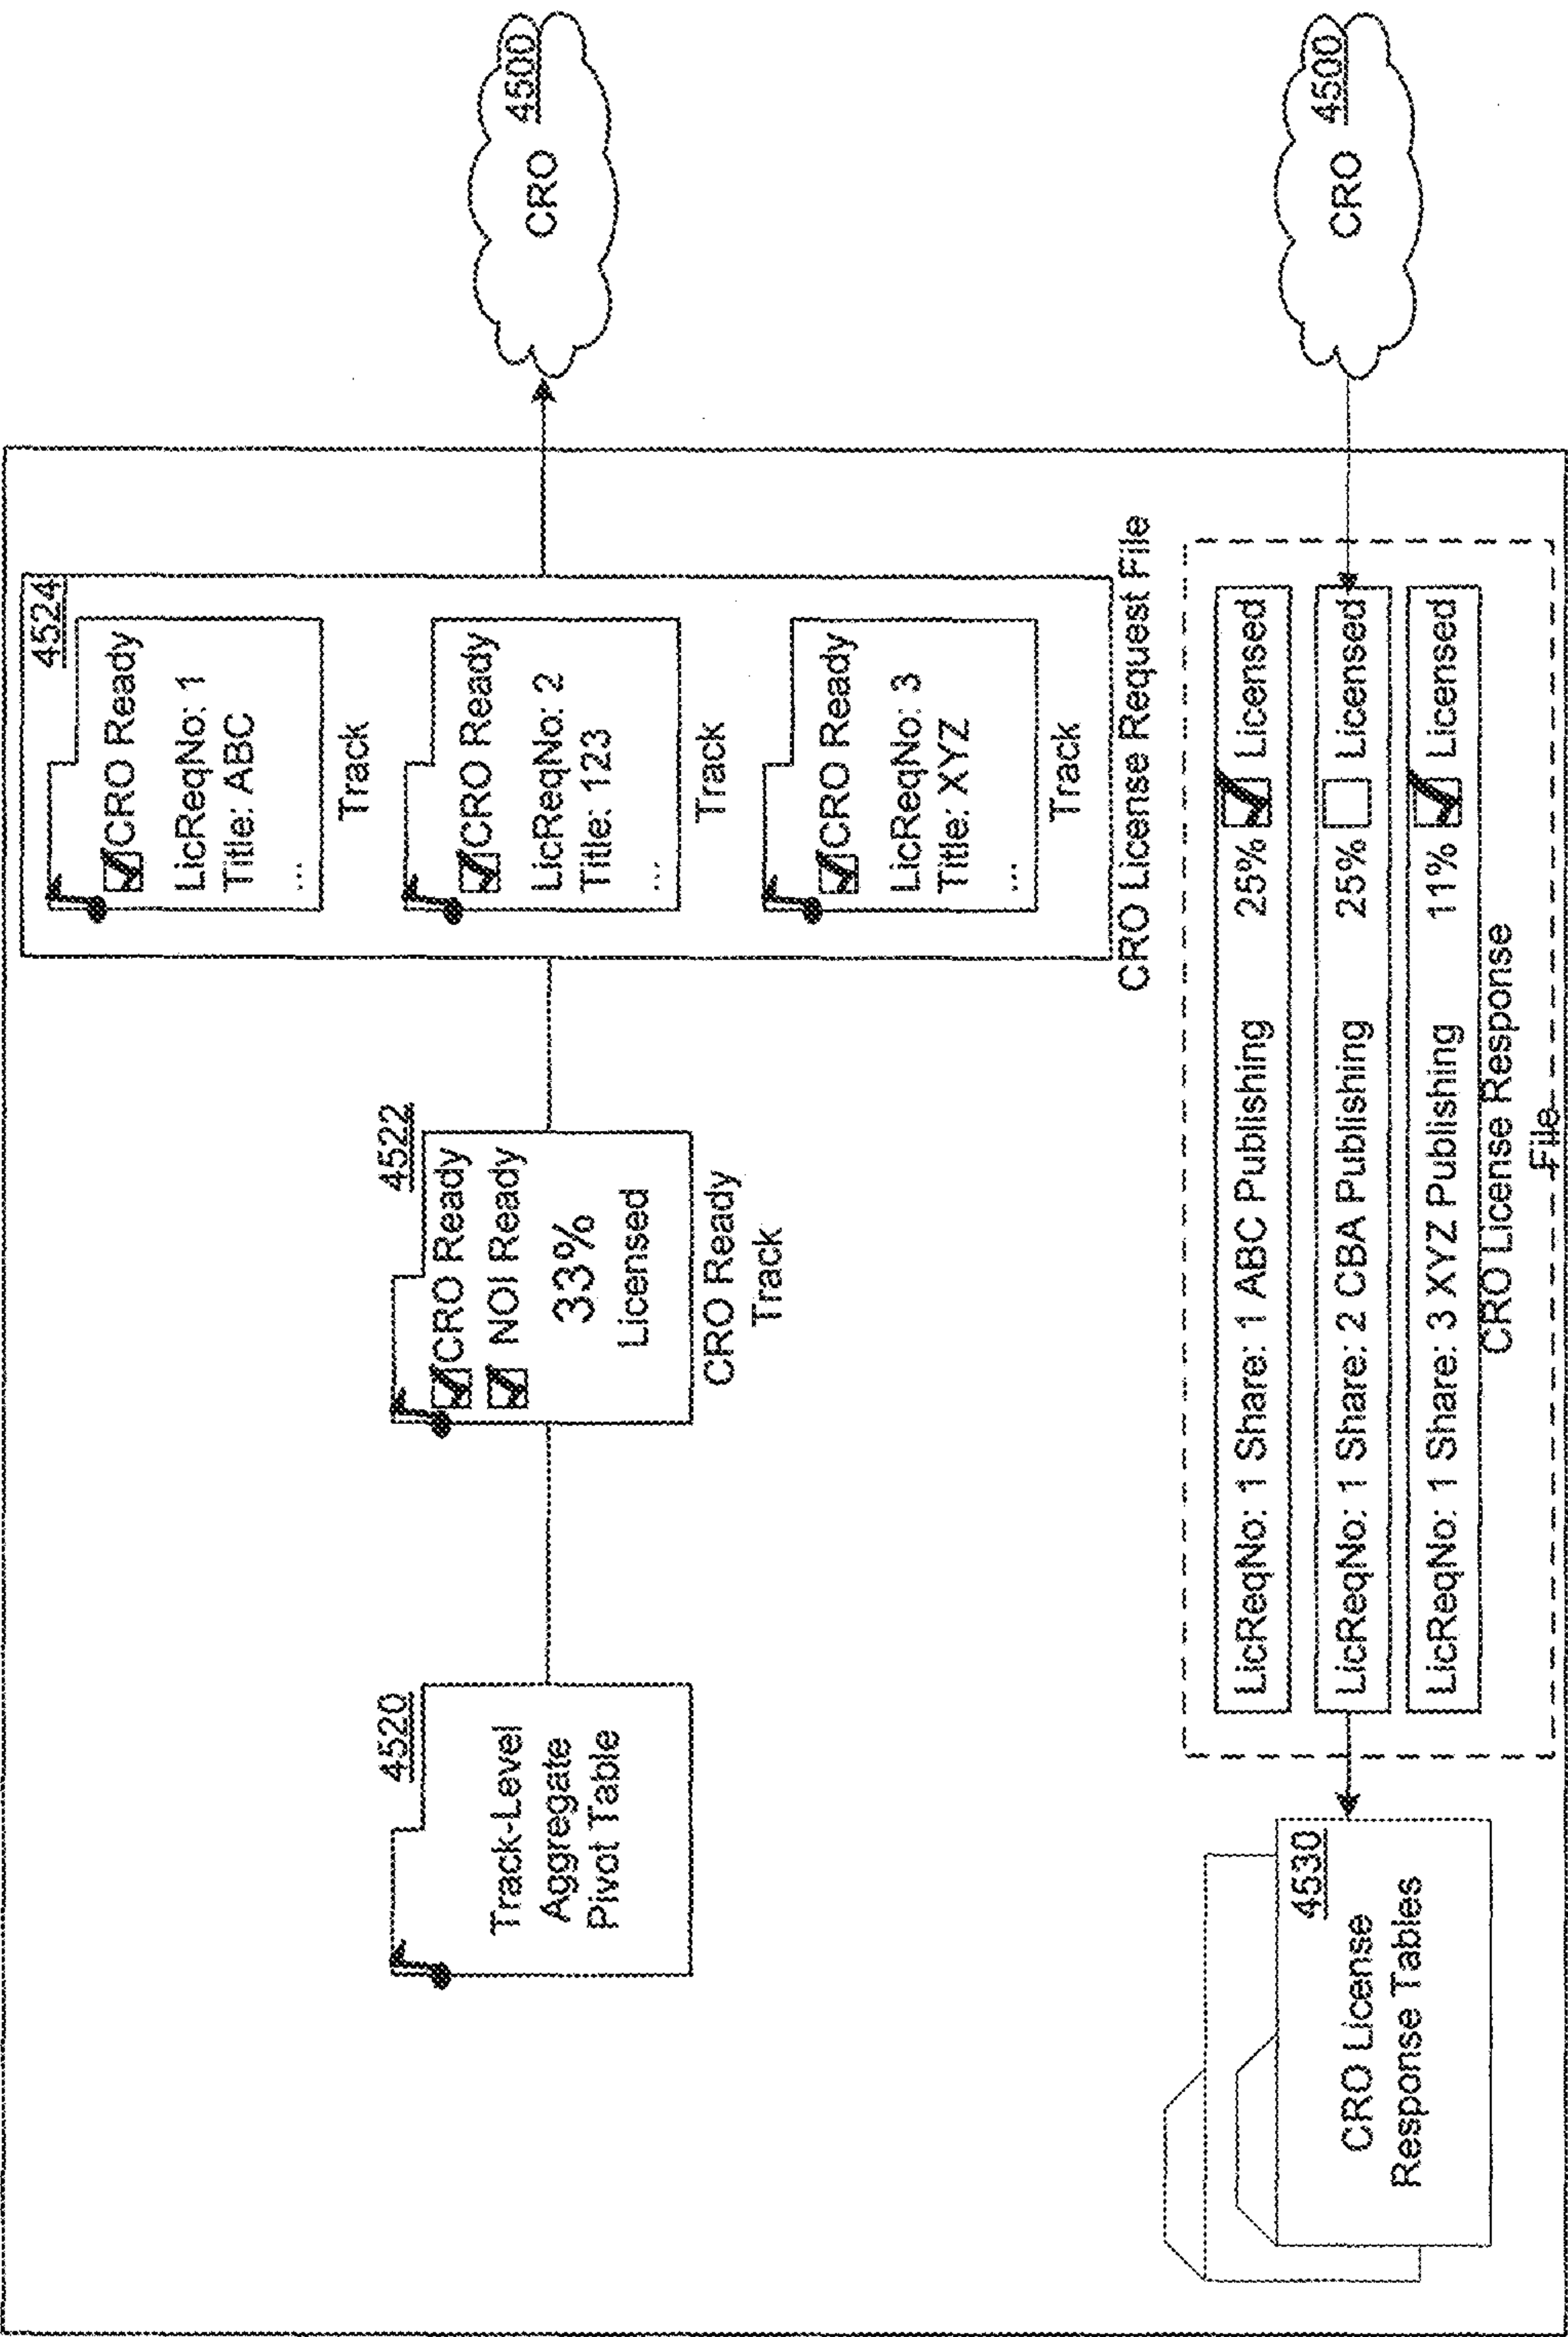 4520
Track-Level
Aggregate
Pivot Table
4522
CRO Ready
NOI Ready
33%
Licensed
CRO Ready
Track
4524
CRO Ready
LicReqNo: 1
Title: ABC
...
Track
CRO Ready
LicReqNo: 2
Title: 123
...
Track
CRO Ready
LicReqNo: 3
Title: XYZ
...
Track
CRO License Request File
CRO 4500
4530
CRO License
Response Tables
LicReqNo: 1 Share: 1 ABC Publishing 25% Licensed
LicReqNo: 1 Share: 2 CBA Publishing 25% Licensed
LicReqNo: 1 Share: 3 XYZ Publishing 11% Licensed
CRO License Response
File
CRO 4500